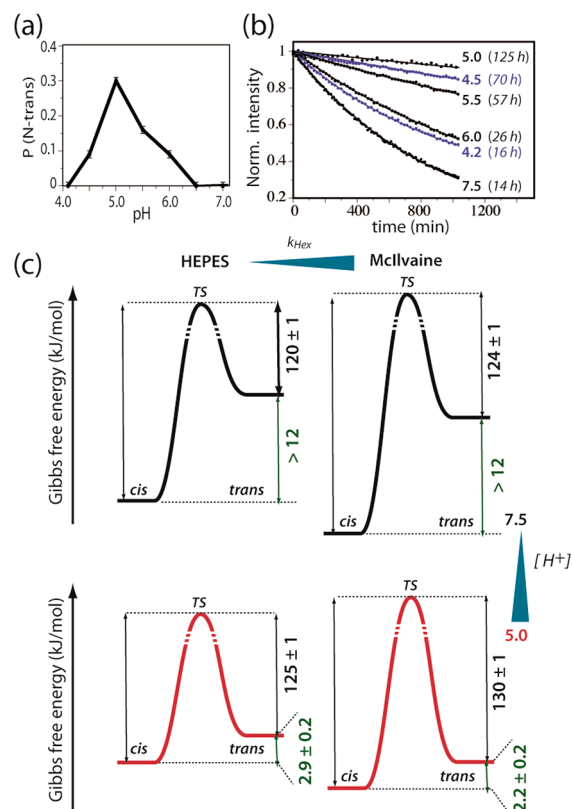 (a)
0.4
0.3
0.2
0.1
0
P (N-trans)
4.0 5.0 6.0 7.0
pH
(b)
1
0.8
0.6
0.4
0.2
Norm. intensity
5.0 (125 h)
4.5 (70 h)
5.5 (57 h)
6.0 (26 h)
4.2 (16 h)
7.5 (14 h)
0 400 800 1200
time (min)
(c)
kHex
HEPES McIlvaine
Gibbs free energy (kJ/mol)
TS
120 ± 1
> 12
cis trans
TS
124 ± 1
> 12
cis trans
7.5
[H+]
5.0
Gibbs free energy (kJ/mol)
TS
125 ± 1
2.9 ± 0.2
cis trans
TS
130 ± 1
2.2 ± 0.2
cis trans